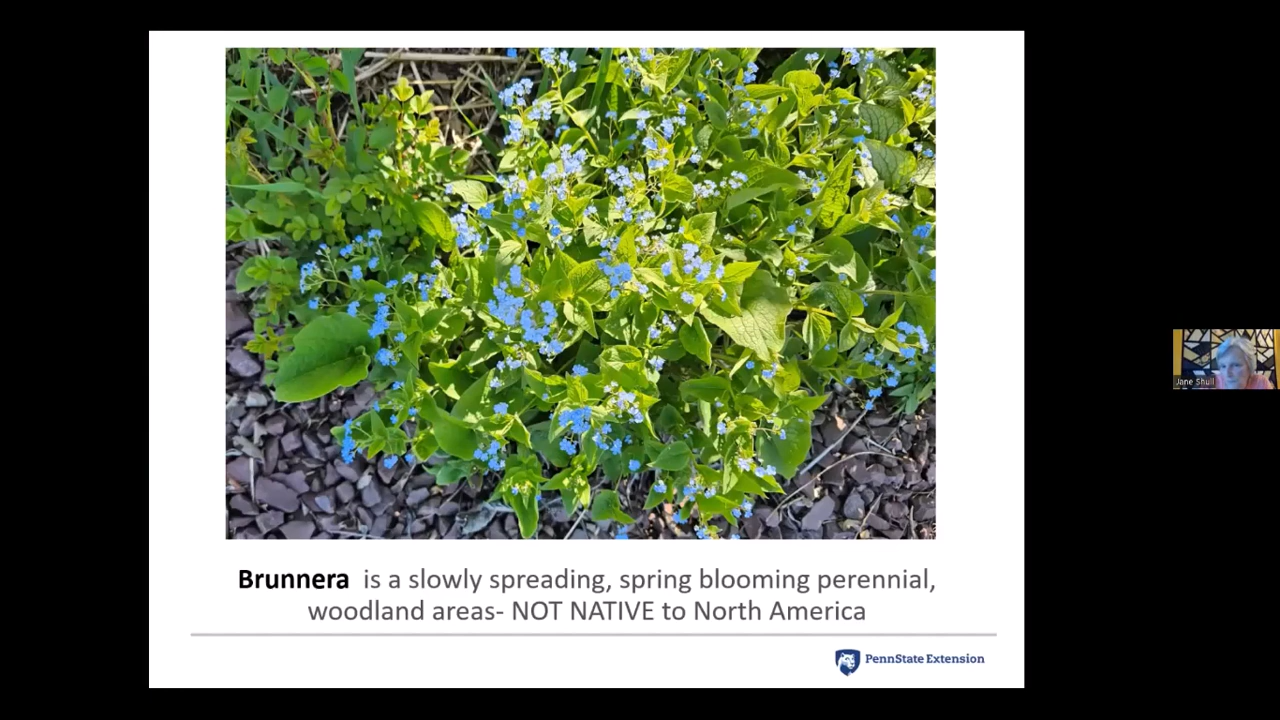 Brunnera is a slowly spreading, spring blooming perennial,
woodland areas- NOT NATIVE to North America
PennState Extension
Jane Shull